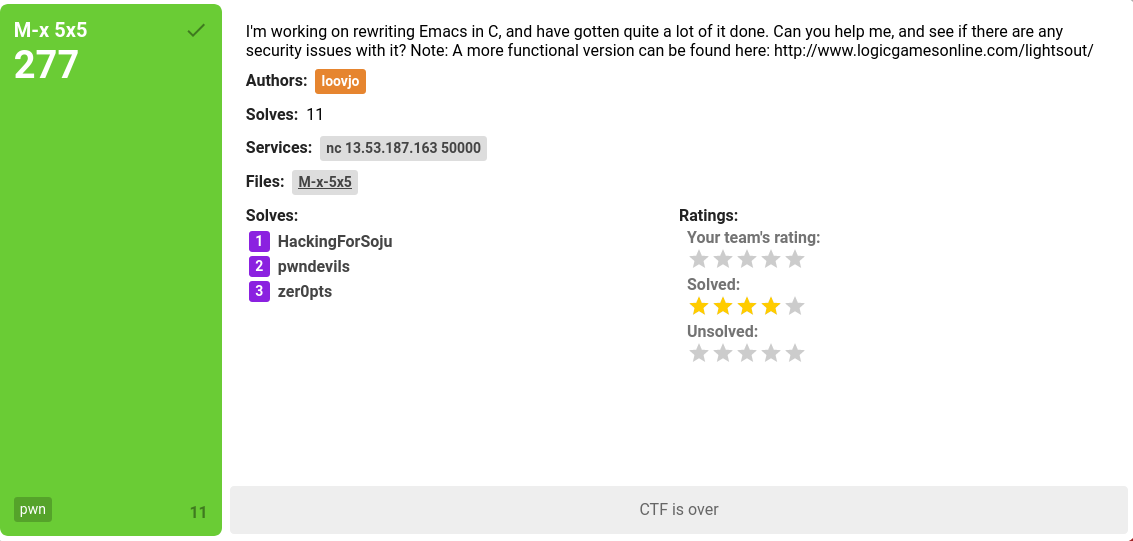 M-x 5x5
277
pwn
11
I'm working on rewriting Emacs in C, and have gotten quite a lot of it done. Can you help me, and see if there are any
security issues with it? Note: A more functional version can be found here: http://www.logicgamesonline.com/lightsout/
Authors: loovjo
Solves: 11
Services: nc 13.53.187.163 50000
Files: M-x-5x5
Solves:
1 HackingForSoju
2 pwndevils
3 zer0pts
Ratings:
Your team's rating:
Solved:
Unsolved:
CTF is over